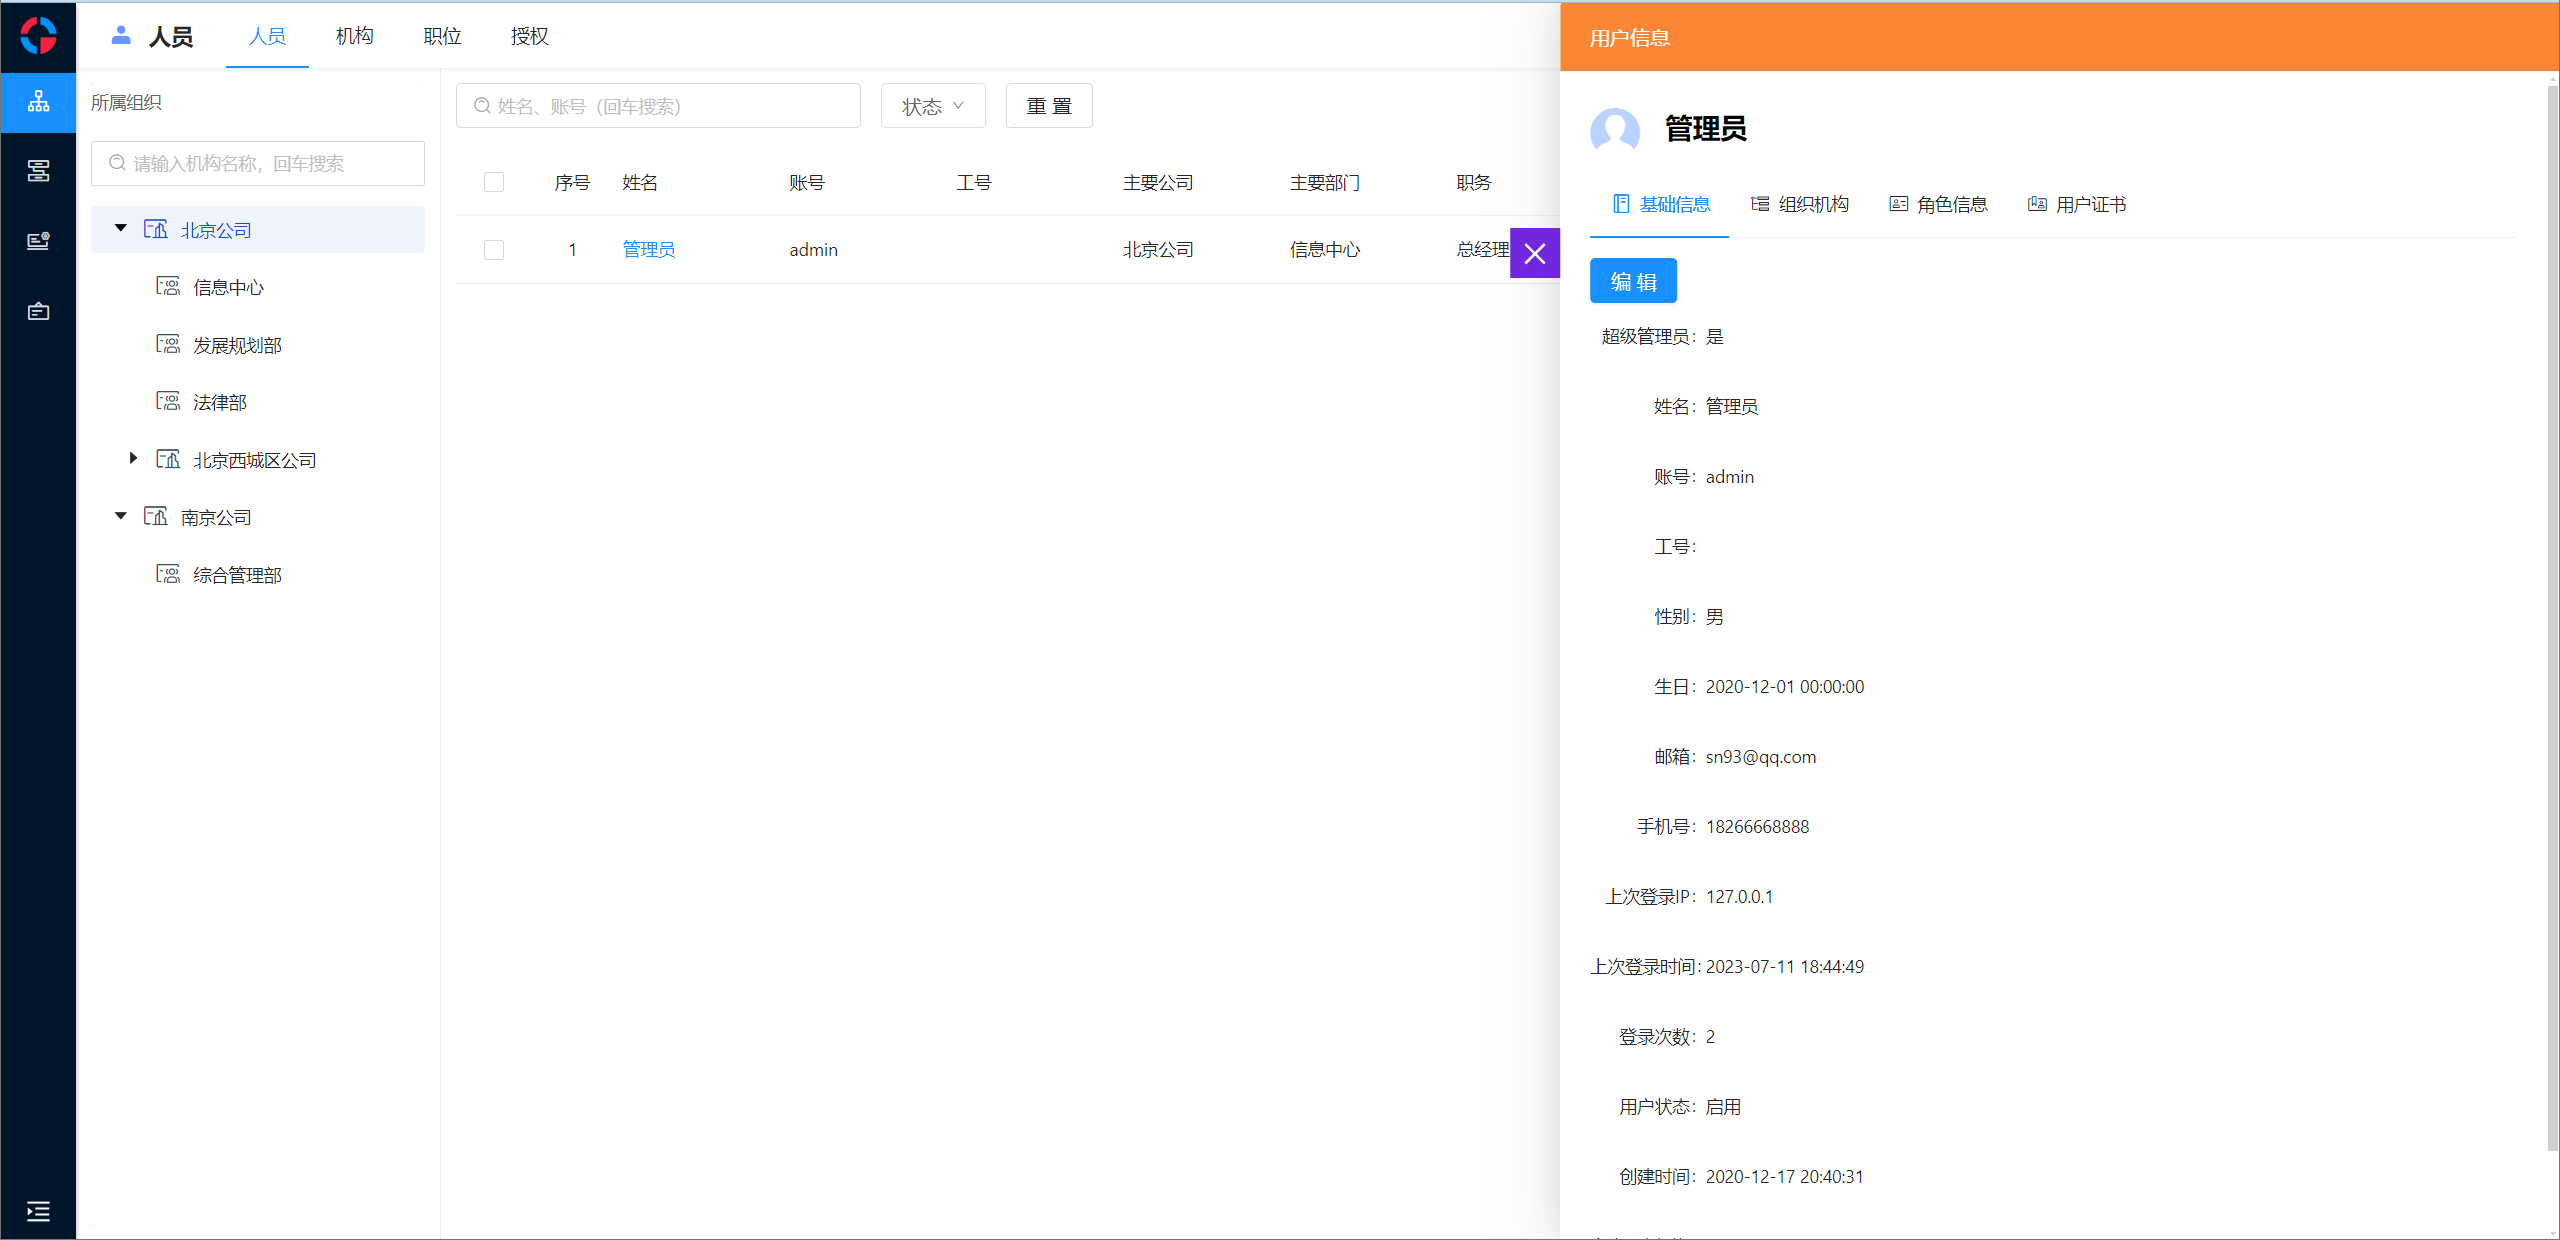 人员
人员
机构
职位
授权
所属组织
请输入机构名称，回车搜索
北京公司
信息中心
发展规划部
法律部
北京西城区公司
南京公司
综合管理部
姓名、账号（回车搜索）
状态
重 置
序号 姓名 账号 工号 主要公司 主要部门 职务
1 管理员 admin 北京公司 信息中心 总经理
用户信息
管理员
基础信息
组织机构
角色信息
用户证书
编 辑
超级管理员： 是
姓名： 管理员
账号： admin
工号：
性别： 男
生日： 2020-12-01 00:00:00
邮箱： sn93@qq.com
手机号： 18266668888
上次登录IP： 127.0.0.1
上次登录时间： 2023-07-11 18:44:49
登录次数： 2
用户状态： 启用
创建时间： 2020-12-17 20:40:31